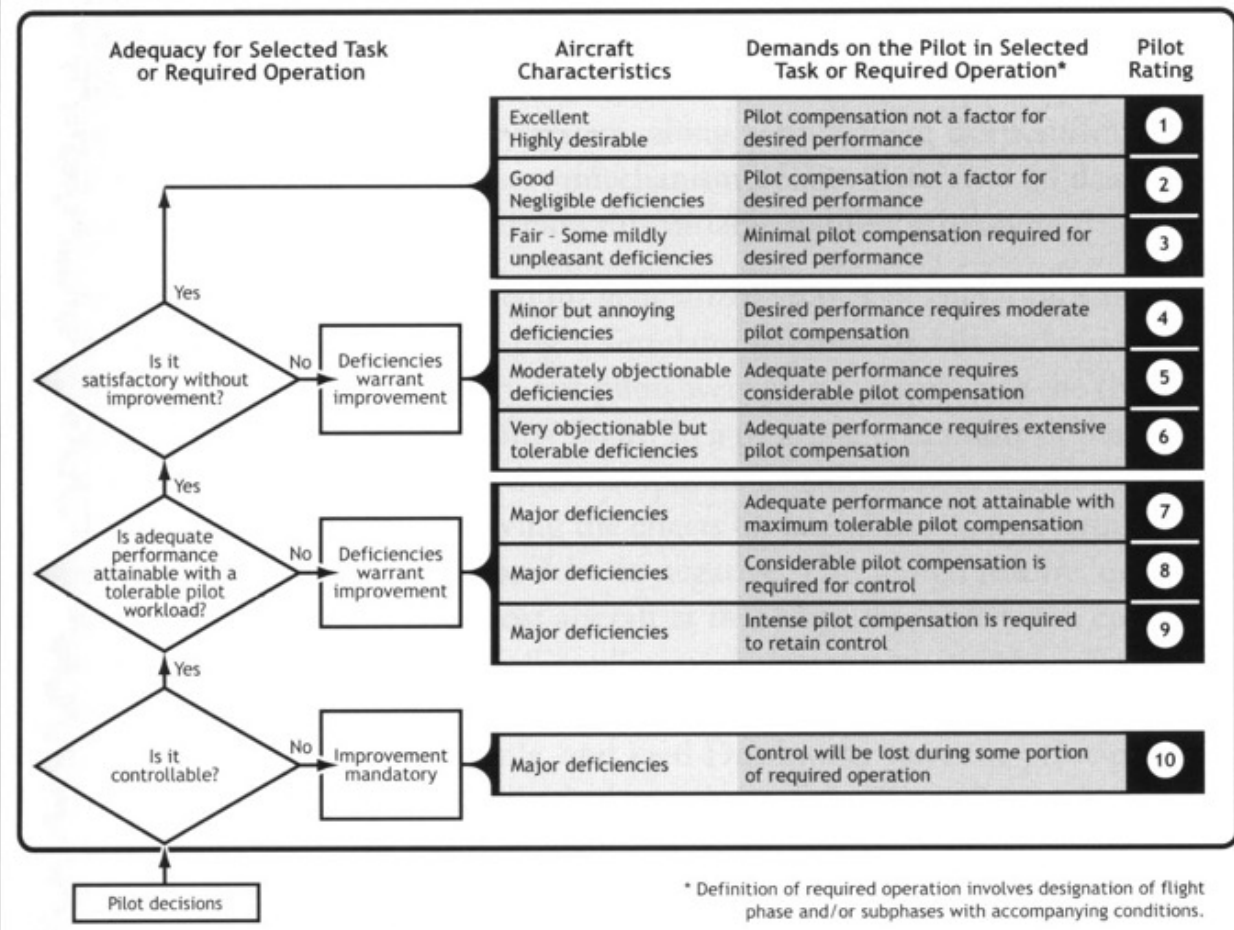 Adequacy for Selected Task
or Required Operation
Aircraft
Characteristics
Demands on the Pilot in Selected
Task or Required Operation*
Pilot
Rating
Excellent
Highly desirable
Pilot compensation not a factor for
desired performance
1
Good
Negligible deficiencies
Pilot compensation not a factor for
desired performance
2
Fair - Some mildly
unpleasant deficiencies
Minimal pilot compensation required for
desired performance
3
Yes
Is it
satisfactory without
improvement?
No
Deficiencies
warrant
improvement
Minor but annoying
deficiencies
Desired performance requires moderate
pilot compensation
4
Moderately objectionable
deficiencies
Adequate performance requires
considerable pilot compensation
5
Very objectionable but
tolerable deficiencies
Adequate performance requires extensive
pilot compensation
6
Yes
Is adequate
performance
attainable with a
tolerable pilot
workload?
No
Deficiencies
warrant
improvement
Major deficiencies
Adequate performance not attainable with
maximum tolerable pilot compensation
7
Major deficiencies
Considerable pilot compensation is
required for control
8
Major deficiencies
Intense pilot compensation is required
to retain control
9
Yes
Is it
controllable?
No
Improvement
mandatory
Major deficiencies
Control will be lost during some portion
of required operation
10
Pilot decisions
* Definition of required operation involves designation of flight
phase and/or subphases with accompanying conditions.